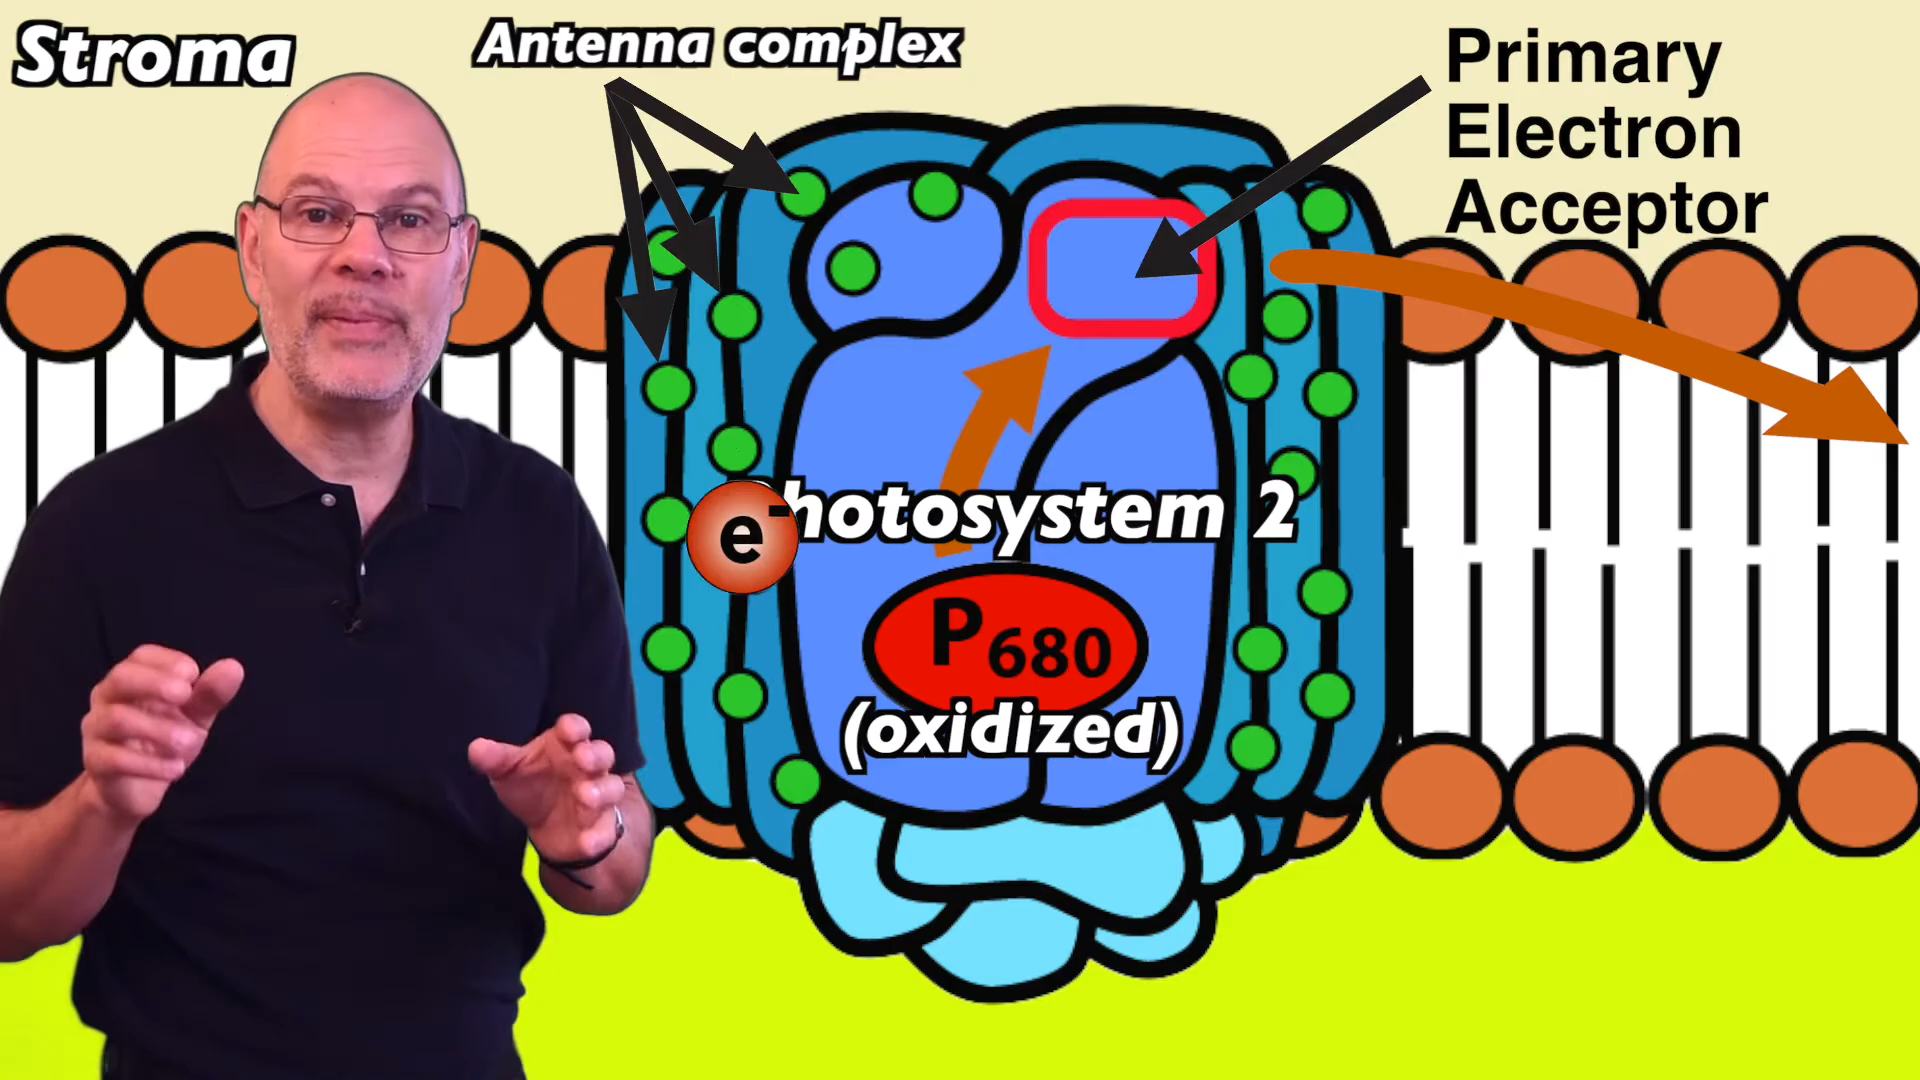 Stroma
Antenna complex
Primary
Electron
Acceptor
e-
hotosystem 2
P680
(oxidized)